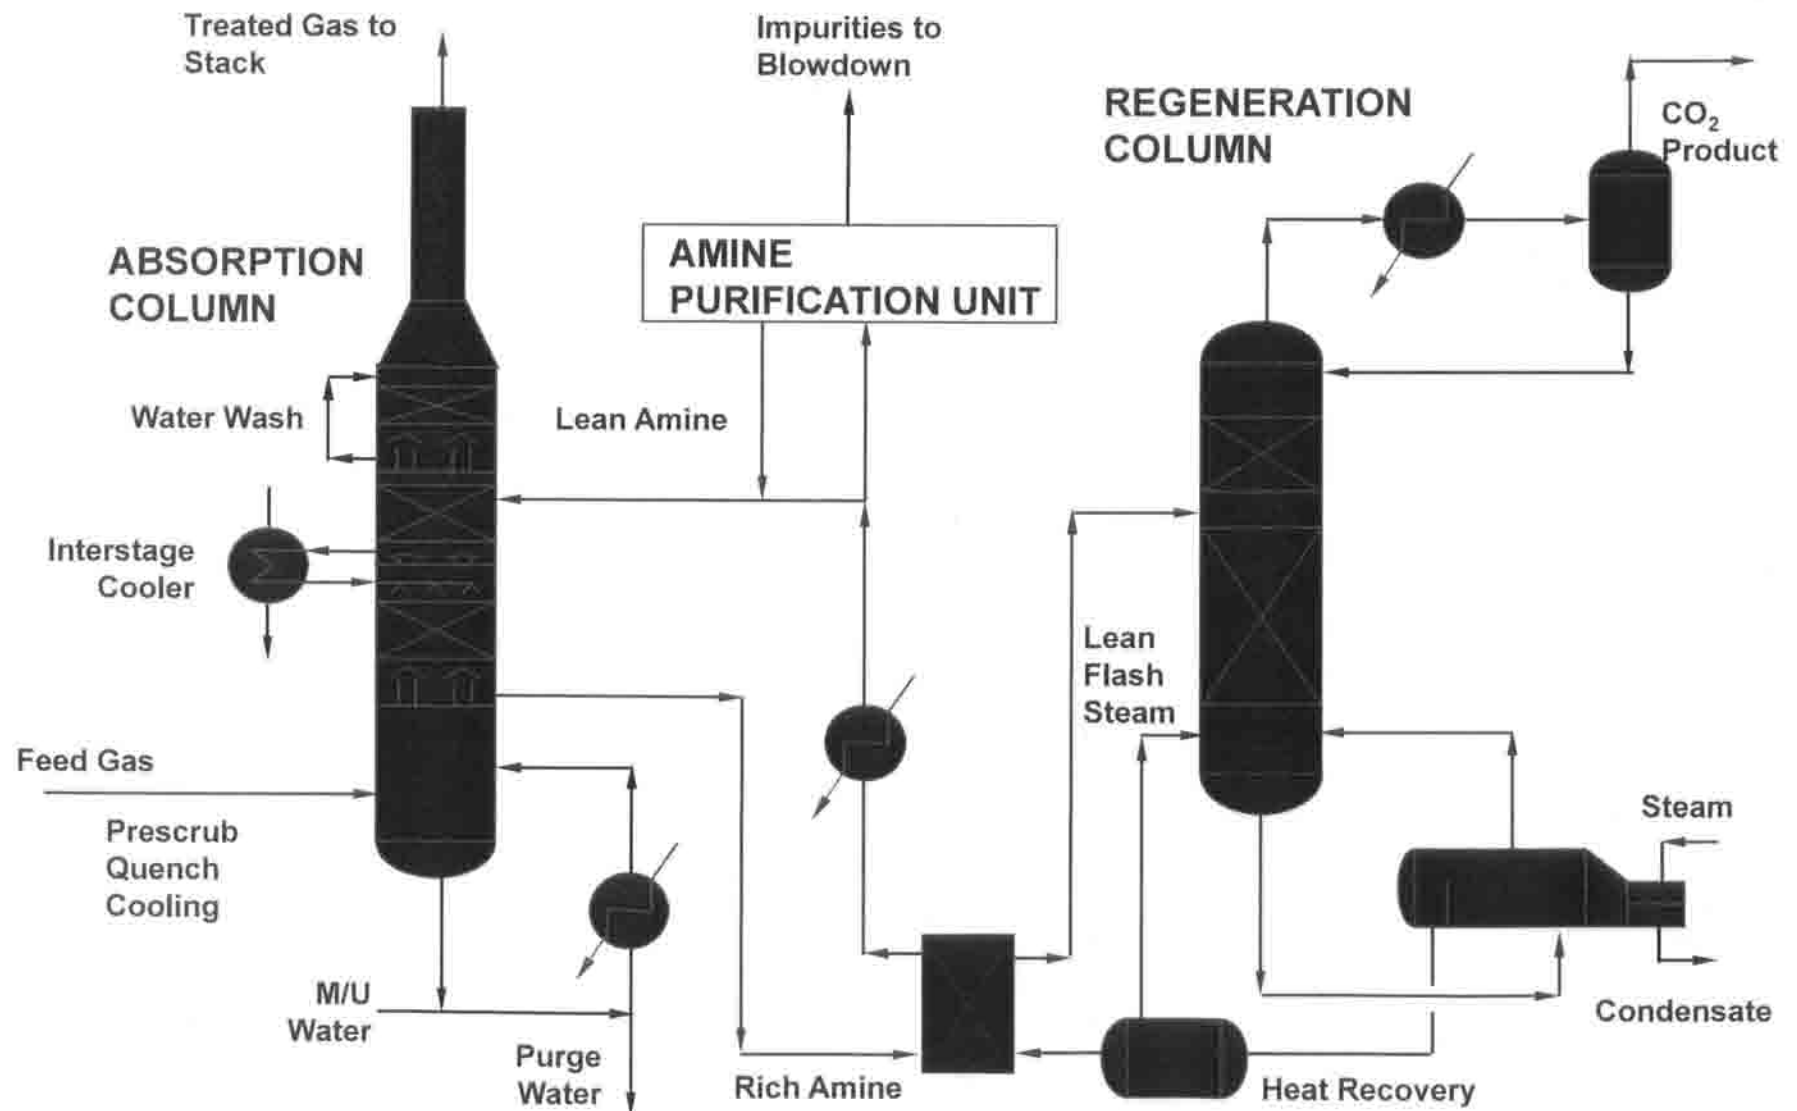 Treated Gas to
Stack
Impurities to
Blowdown
REGENERATION
COLUMN
CO₂
Product
ABSORPTION
COLUMN
AMINE
PURIFICATION UNIT
Water Wash
Lean Amine
Interstage
Cooler
Lean
Flash
Steam
Feed Gas
Prescrub
Quench
Cooling
Steam
M/U
Water
Condensate
Purge
Water
Rich Amine
Heat Recovery